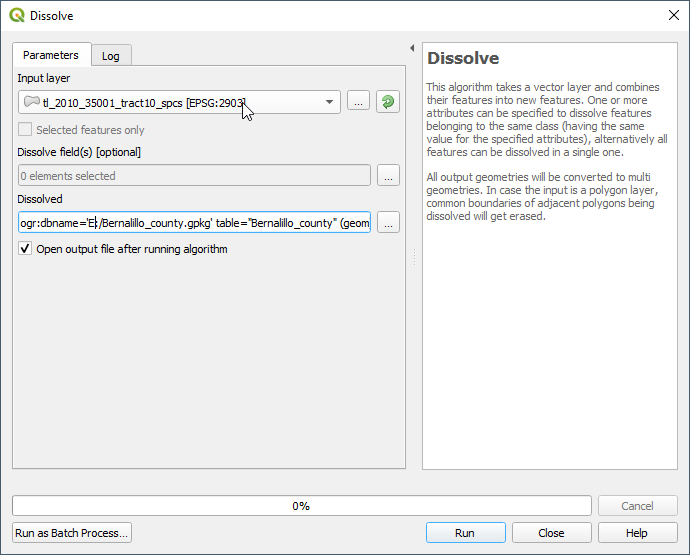 Dissolve
Parameters
Log
Input layer
tl_2010_35001_tract10_spcs [EPSG:2903]
...
Selected features only
Dissolve field(s) [optional]
0 elements selected
...
Dissolved
ogr:dbname='E:/Bernalillo_county.gpkg' table="Bernalillo_county" (geom
...
Open output file after running algorithm
Dissolve
This algorithm takes a vector layer and combines
their features into new features. One or more
attributes can be specified to dissolve features
belonging to the same class (having the same
value for the specified attributes), alternatively all
features can be dissolved in a single one.
All output geometries will be converted to multi
geometries. In case the input is a polygon layer,
common boundaries of adjacent polygons being
dissolved will get erased.
0%
Cancel
Run as Batch Process...
Run
Close
Help